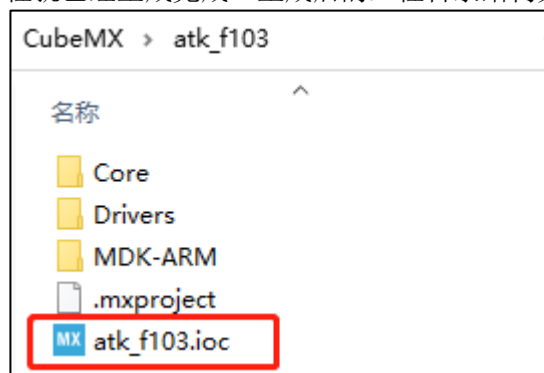 CubeMX > atk_f103
名称
Core
Drivers
MDK-ARM
.mxproject
MX atk_f103.ioc